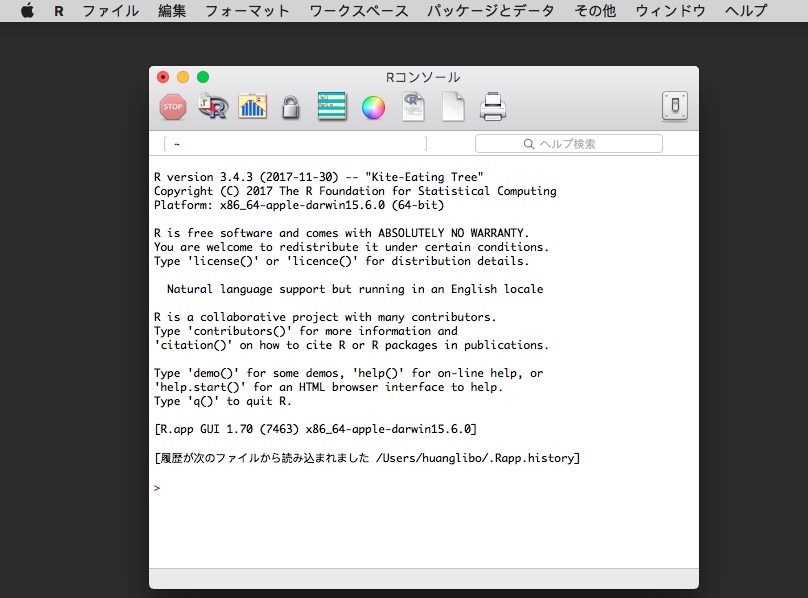 R ファイル 編集 フォーマット ワークスペース パッケージとデータ その他 ウィンドウ ヘルプ
Rコンソール
STOP
~
ヘルプ検索
R version 3.4.3 (2017-11-30) -- "Kite-Eating Tree"
Copyright (C) 2017 The R Foundation for Statistical Computing
Platform: x86_64-apple-darwin15.6.0 (64-bit)
R is free software and comes with ABSOLUTELY NO WARRANTY.
You are welcome to redistribute it under certain conditions.
Type 'license()' or 'licence()' for distribution details.
Natural language support but running in an English locale
R is a collaborative project with many contributors.
Type 'contributors()' for more information and
'citation()' on how to cite R or R packages in publications.
Type 'demo()' for some demos, 'help()' for on-line help, or
'help.start()' for an HTML browser interface to help.
Type 'q()' to quit R.
[R.app GUI 1.70 (7463) x86_64-apple-darwin15.6.0]
[履歴が次のファイルから読み込まれました /Users/huanglibo/.Rapp.history]
>